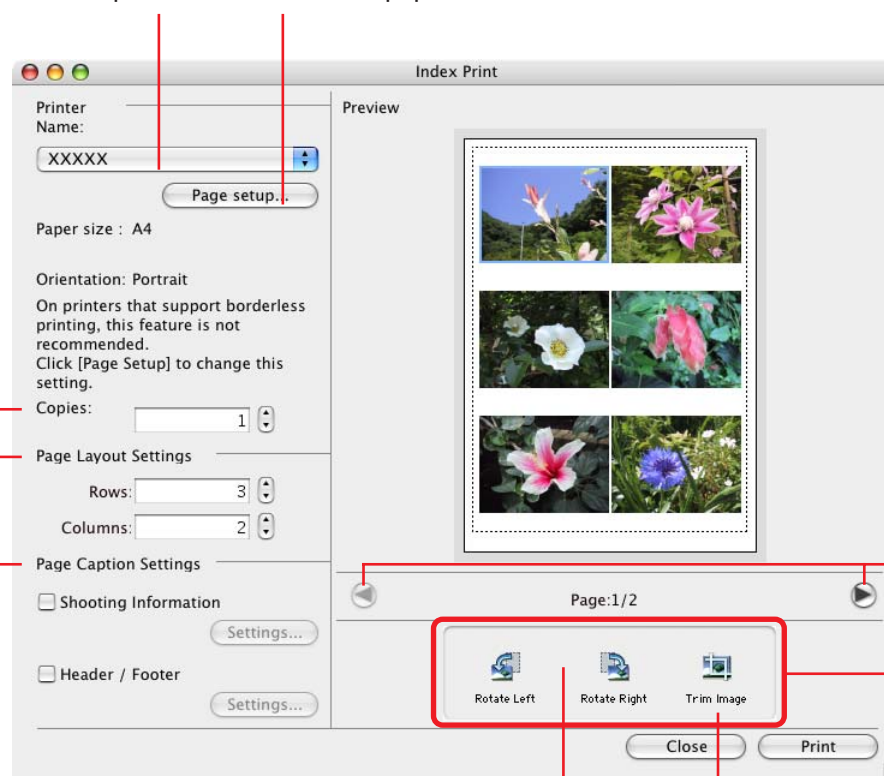 Index Print
Printer
Name:
XXXXX
Page setup...
Paper size : A4
Orientation: Portrait
On printers that support borderless
printing, this feature is not
recommended.
Click [Page Setup] to change this
setting.
Copies:
1
Page Layout Settings
Rows: 3
Columns: 2
Page Caption Settings
Shooting Information
Settings...
Header / Footer
Settings...
Preview
Page:1/2
Rotate Left
Rotate Right
Trim Image
Close
Print